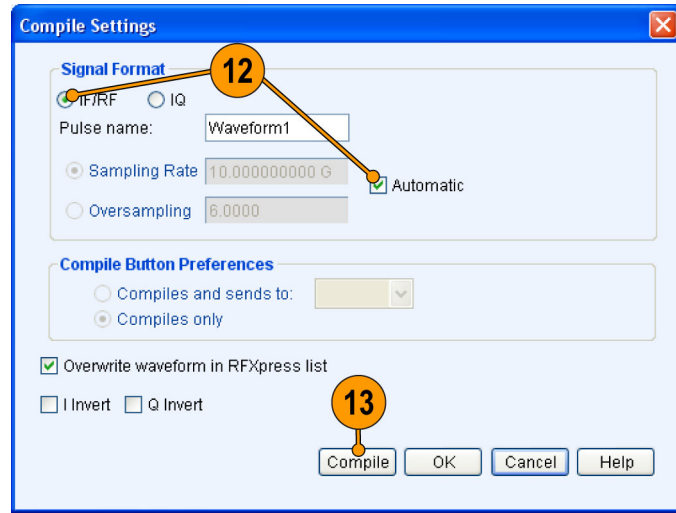 Compile Settings
Signal Format
12
IF/RF IQ
Pulse name: Waveform1
Sampling Rate 10.000000000 G
Automatic
Oversampling 6.0000
Compile Button Preferences
Compiles and sends to:
Compiles only
Overwrite waveform in RFXpress list
I Invert Q Invert
13
Compile OK Cancel Help